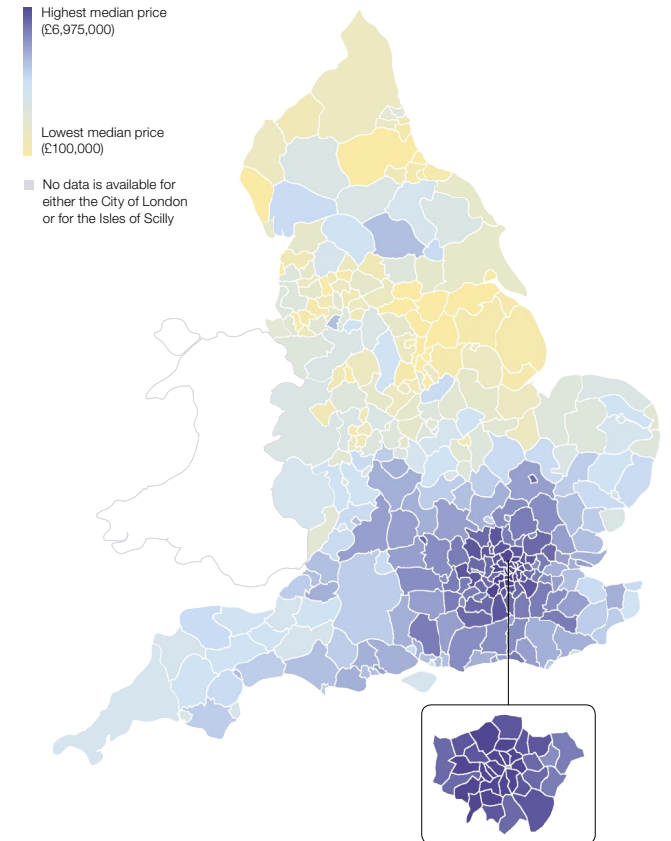 Highest median price
(£6,975,000)
Lowest median price
(£100,000)
No data is available for
either the City of London
or for the Isles of Scilly